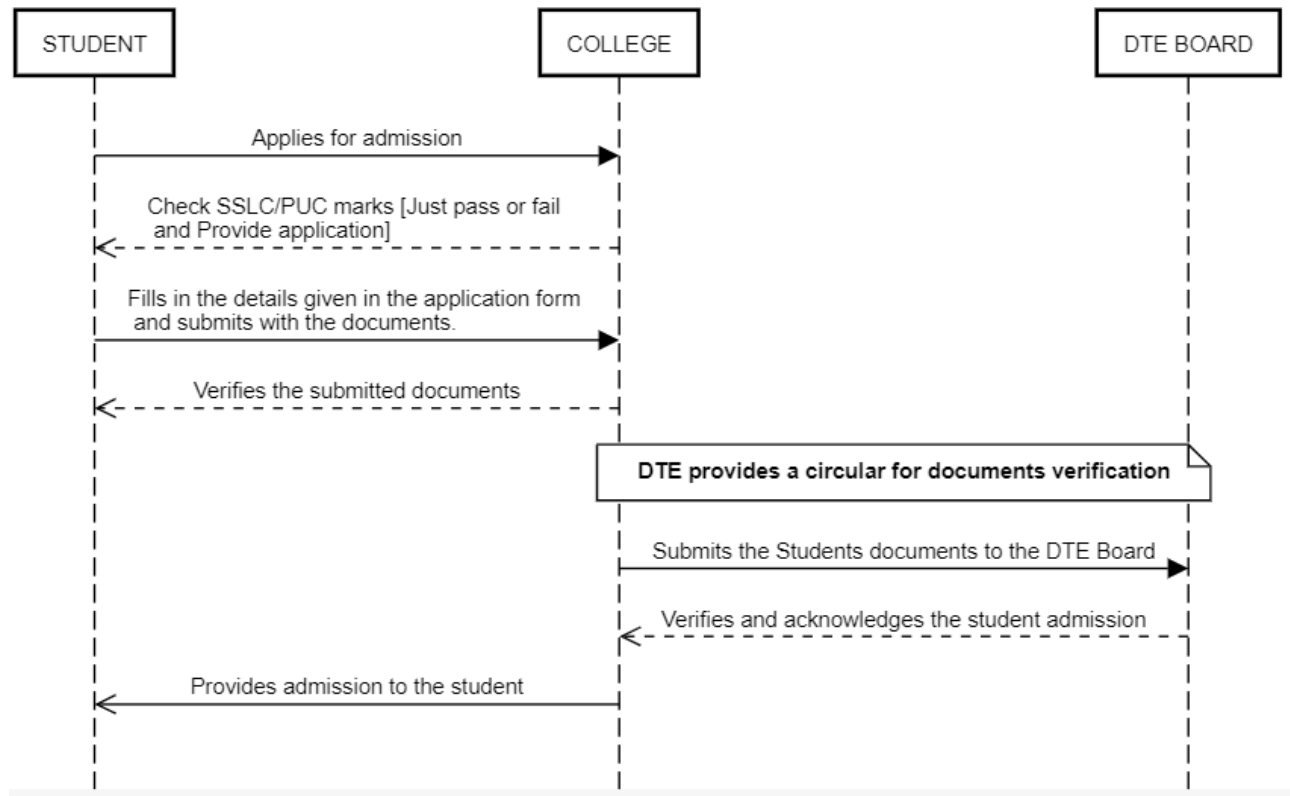 STUDENT
COLLEGE
DTE BOARD
Applies for admission
Check SSLC/PUC marks [Just pass or fail
and Provide application]
Fills in the details given in the application form
and submits with the documents.
Verifies the submitted documents
DTE provides a circular for documents verification
Submits the Students documents to the DTE Board
Verifies and acknowledges the student admission
Provides admission to the student